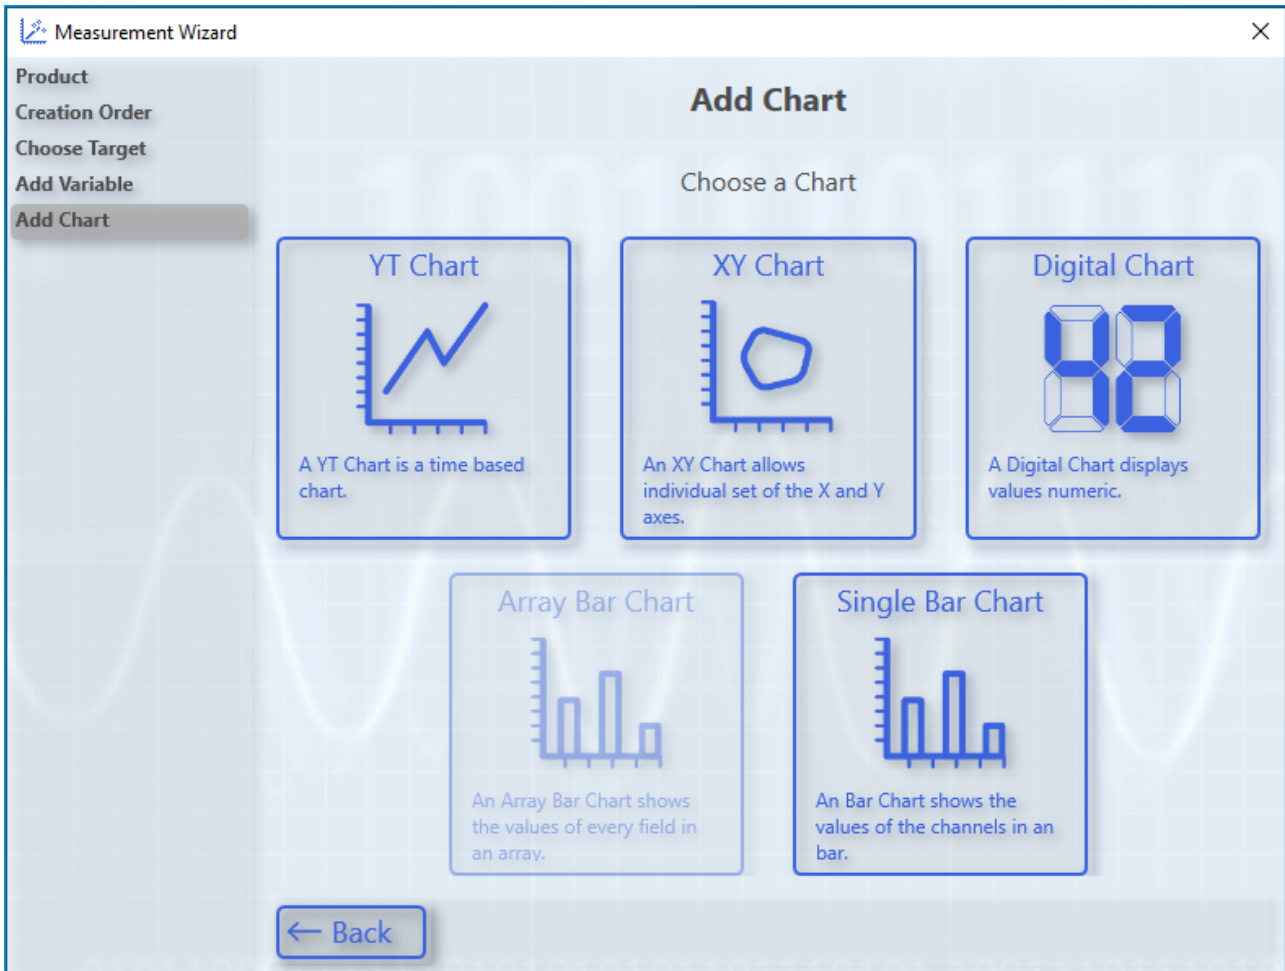 Measurement Wizard
Product
Creation Order
Choose Target
Add Variable
Add Chart
Add Chart
Choose a Chart
YT Chart
A YT Chart is a time based
chart.
XY Chart
An XY Chart allows
individual set of the X and Y
axes.
Digital Chart
42
A Digital Chart displays
values numeric.
Array Bar Chart
An Array Bar Chart shows
the values of every field in
an array.
Single Bar Chart
An Bar Chart shows the
values of the channels in an
bar.
← Back